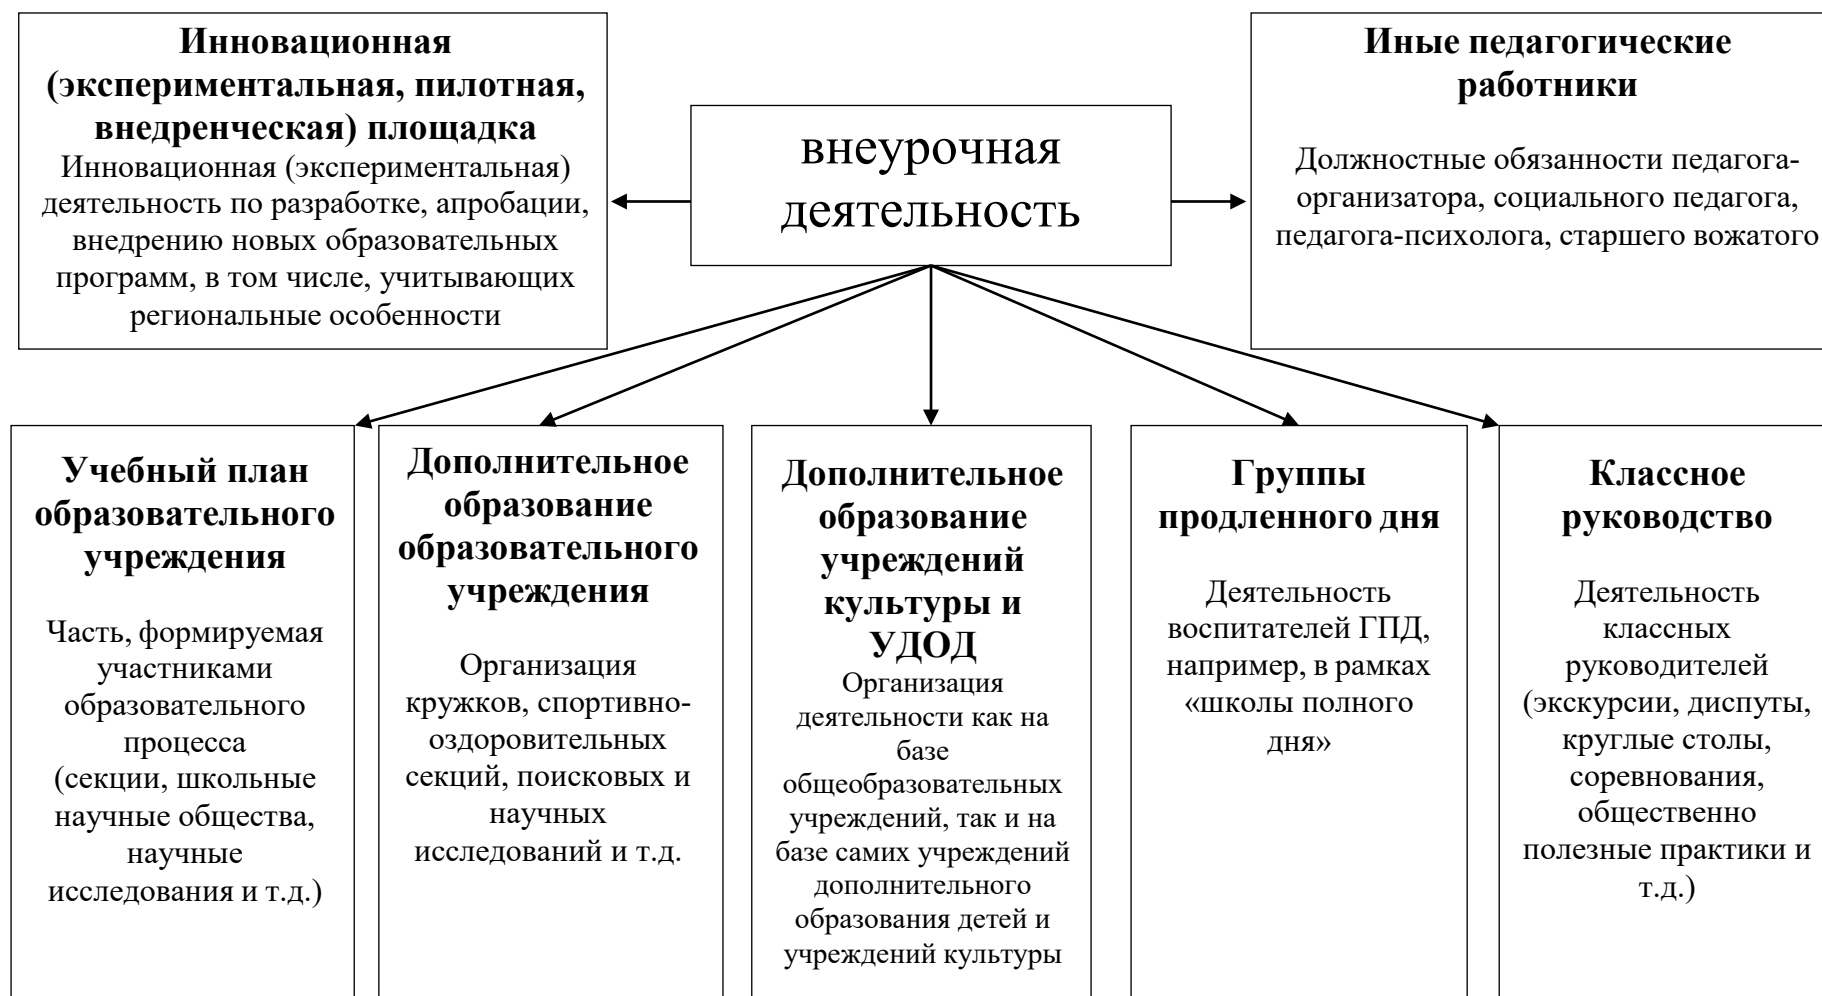 Инновационная
(экспериментальная, пилотная,
внедренческая) площадка
Инновационная (экспериментальная)
деятельность по разработке, апробации,
внедрению новых образовательных
программ, в том числе, учитывающих
региональные особенности
внеурочная
деятельность
Иные педагогические
работники
Должностные обязанности педагога-
организатора, социального педагога,
педагога-психолога, старшего вожатого
Учебный план
образовательного
учреждения
Часть, формируемая
участниками
образовательного
процесса
(секции, школьные
научные общества,
научные
исследования и т.д.)
Дополнительное
образование
образовательного
учреждения
Организация
кружков, спортивно-
оздоровительных
секций, поисковых и
научных
исследований и т.д.
Дополнительное
образование
учреждений
культуры и
УДОД
Организация
деятельности как на
базе
общеобразовательных
учреждений, так и на
базе самих учреждений
дополнительного
образования детей и
учреждений культуры
Группы
продленного дня
Деятельность
воспитателей ГПД,
например, в рамках
«школы полного
дня»
Классное
руководство
Деятельность
классных
руководителей
(экскурсии, диспуты,
круглые столы,
соревнования,
общественно
полезные практики и
т.д.)